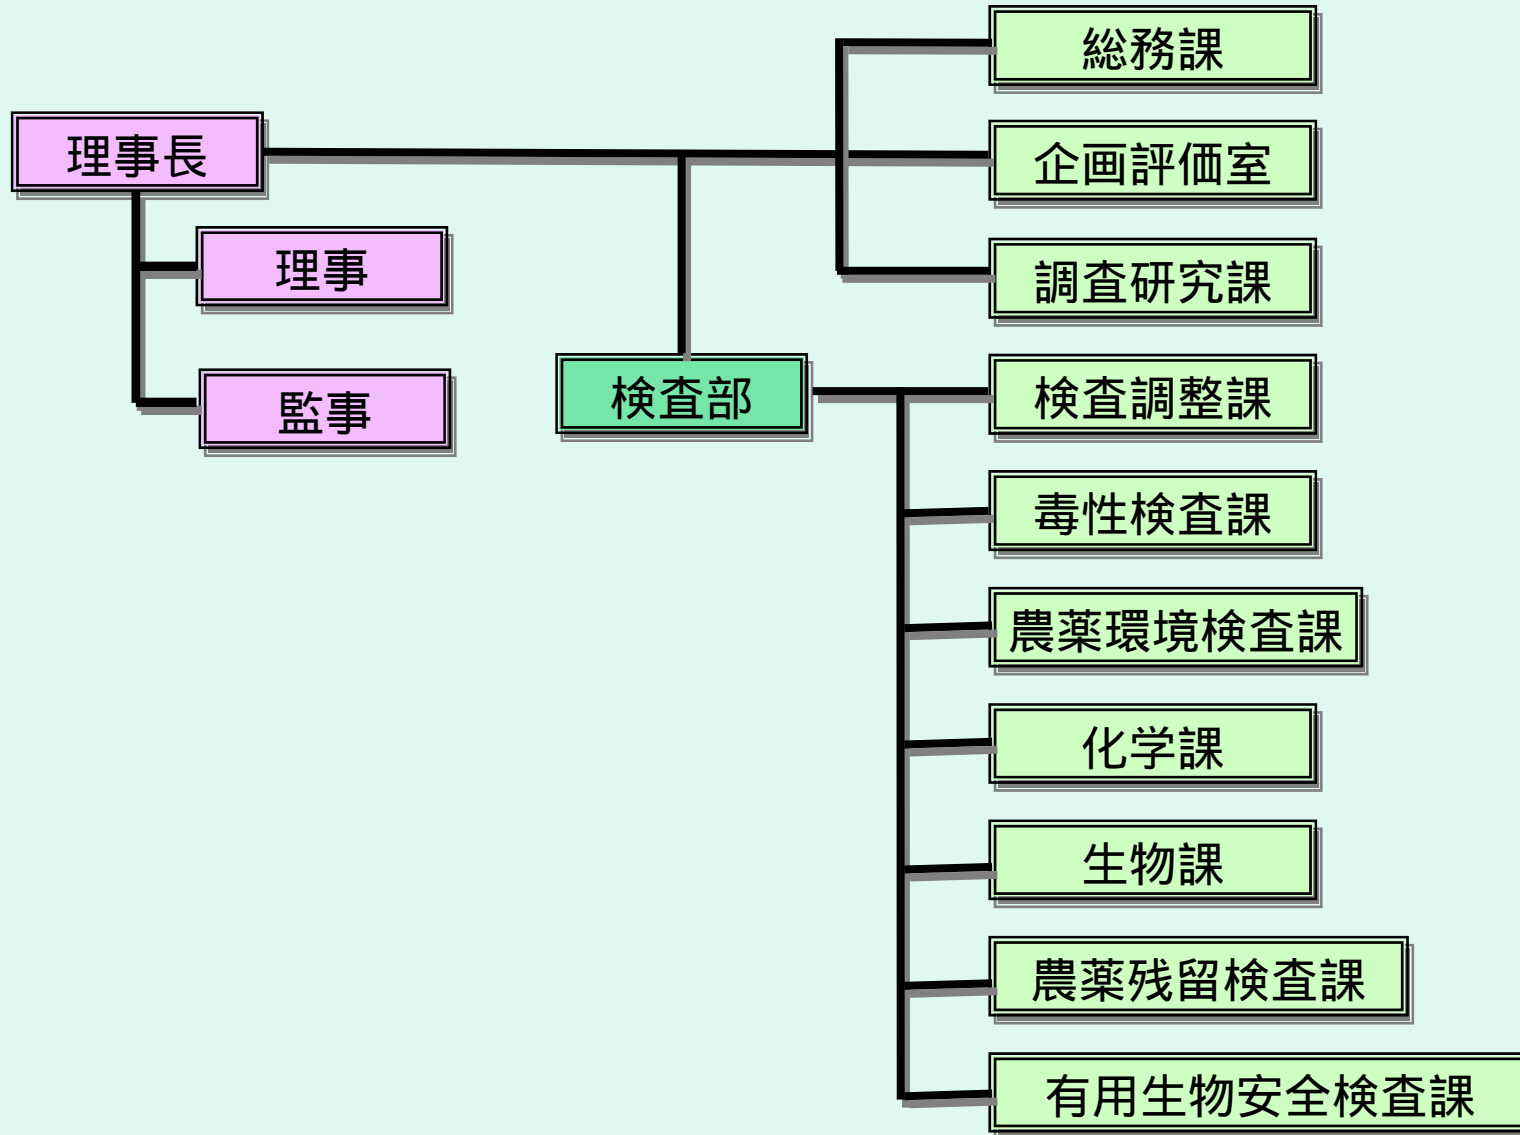 総務課
理事長
企画評価室
理事
調査研究課
監事
検査部
検査調整課
毒性検査課
農薬環境検査課
化学課
生物課
農薬残留検査課
有用生物安全検査課